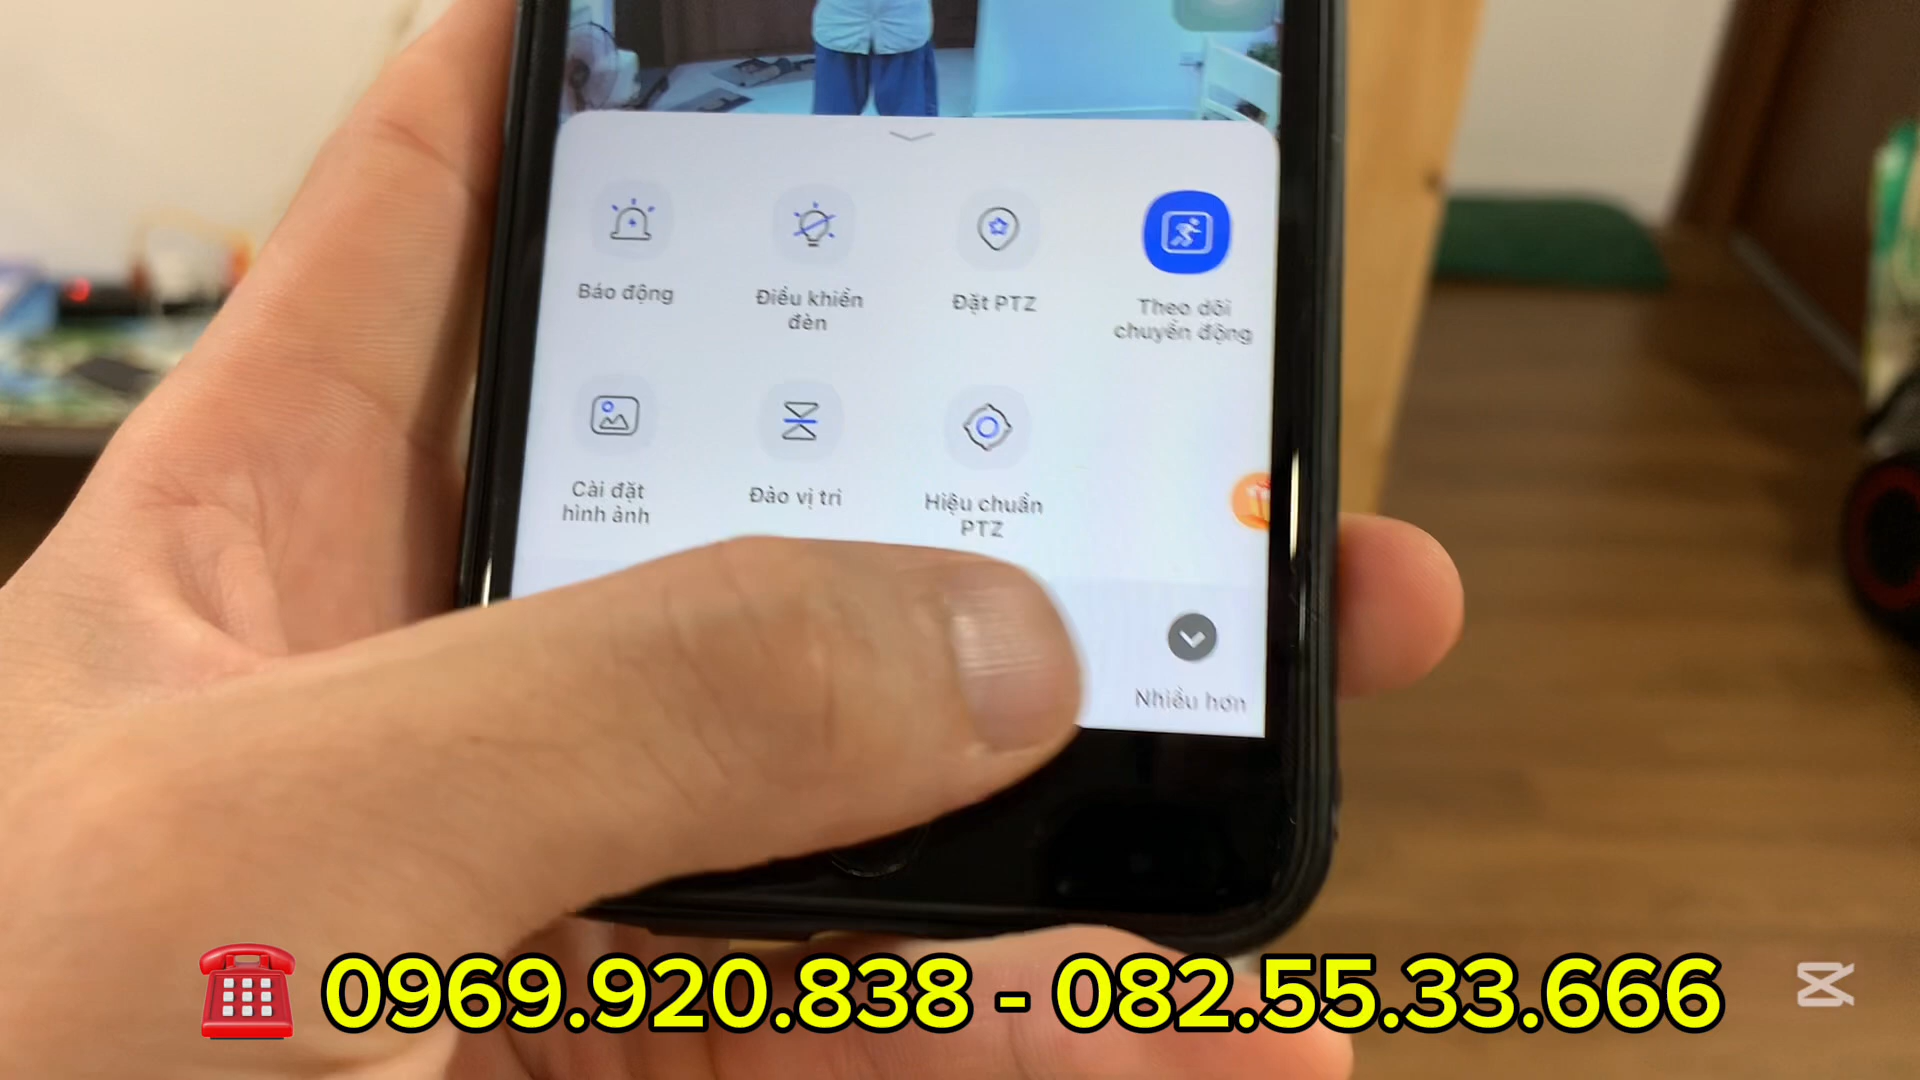 Báo động
Điều khiển
đèn
Đặt PTZ
Theo dõi
chuyển động
Cài đặt
hình ảnh
Đảo vị trí
Hiệu chuẩn
PTZ
Nhiều hơn
0969.920.838 - 082.55.33.666